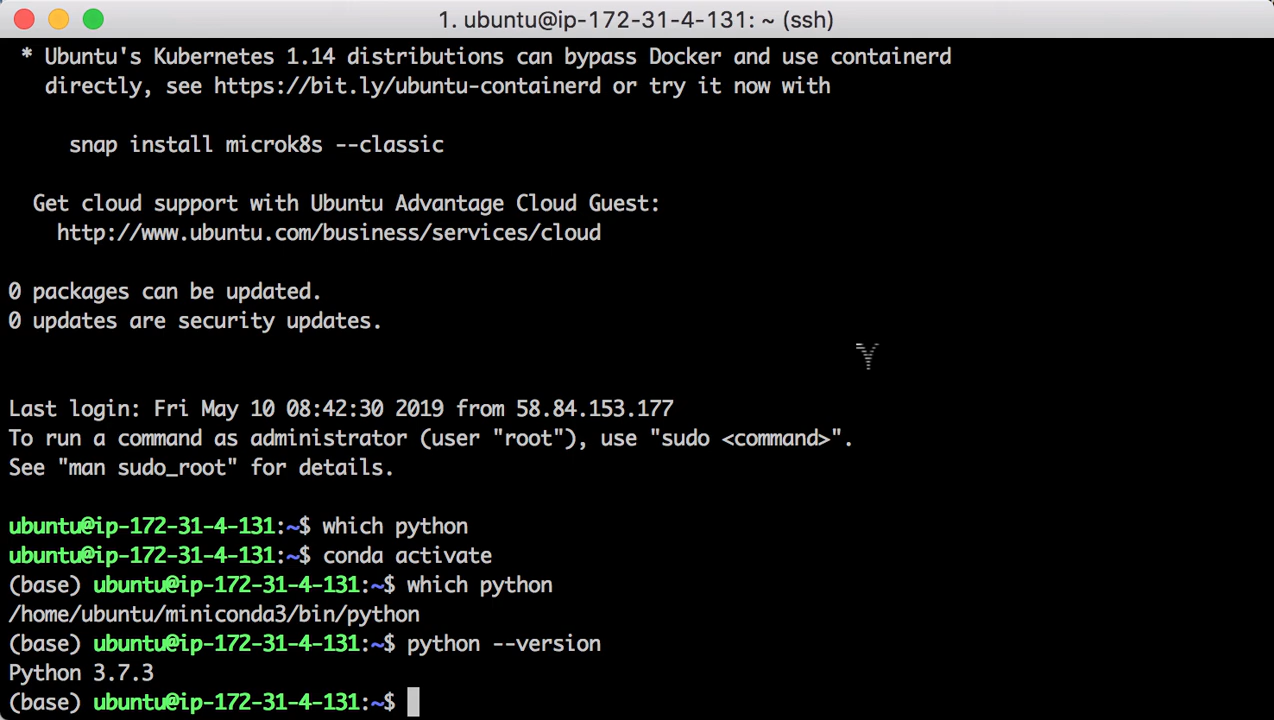 1. ubuntu@ip-172-31-4-131: ~ (ssh)
* Ubuntu's Kubernetes 1.14 distributions can bypass Docker and use containerd
directly, see https://bit.ly/ubuntu-containerd or try it now with
snap install microk8s --classic
Get cloud support with Ubuntu Advantage Cloud Guest:
http://www.ubuntu.com/business/services/cloud
0 packages can be updated.
0 updates are security updates.
Last login: Fri May 10 08:42:30 2019 from 58.84.153.177
To run a command as administrator (user "root"), use "sudo <command>".
See "man sudo_root" for details.
ubuntu@ip-172-31-4-131:~$ which python
ubuntu@ip-172-31-4-131:~$ conda activate
(base) ubuntu@ip-172-31-4-131:~$ which python
/home/ubuntu/miniconda3/bin/python
(base) ubuntu@ip-172-31-4-131:~$ python --version
Python 3.7.3
(base) ubuntu@ip-172-31-4-131:~$